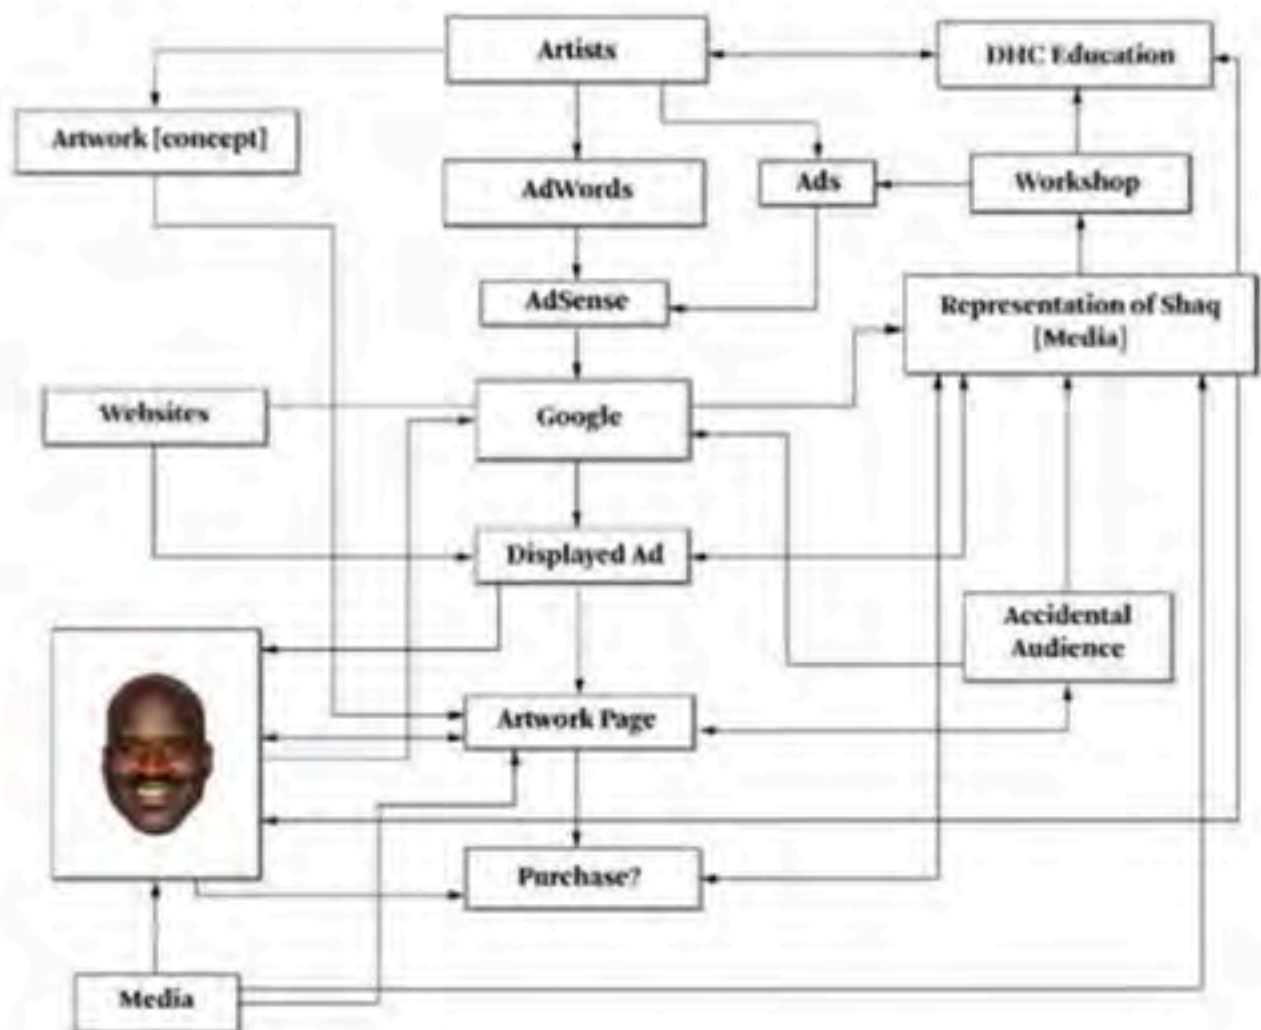 Artists
DHC Education
Artwork [concept]
AdWords
Ads
Workshop
AdSense
Representation of Shaq
[Media]
Websites
Google
Displayed Ad
Accidental
Audience
Artwork Page
Purchase?
Media